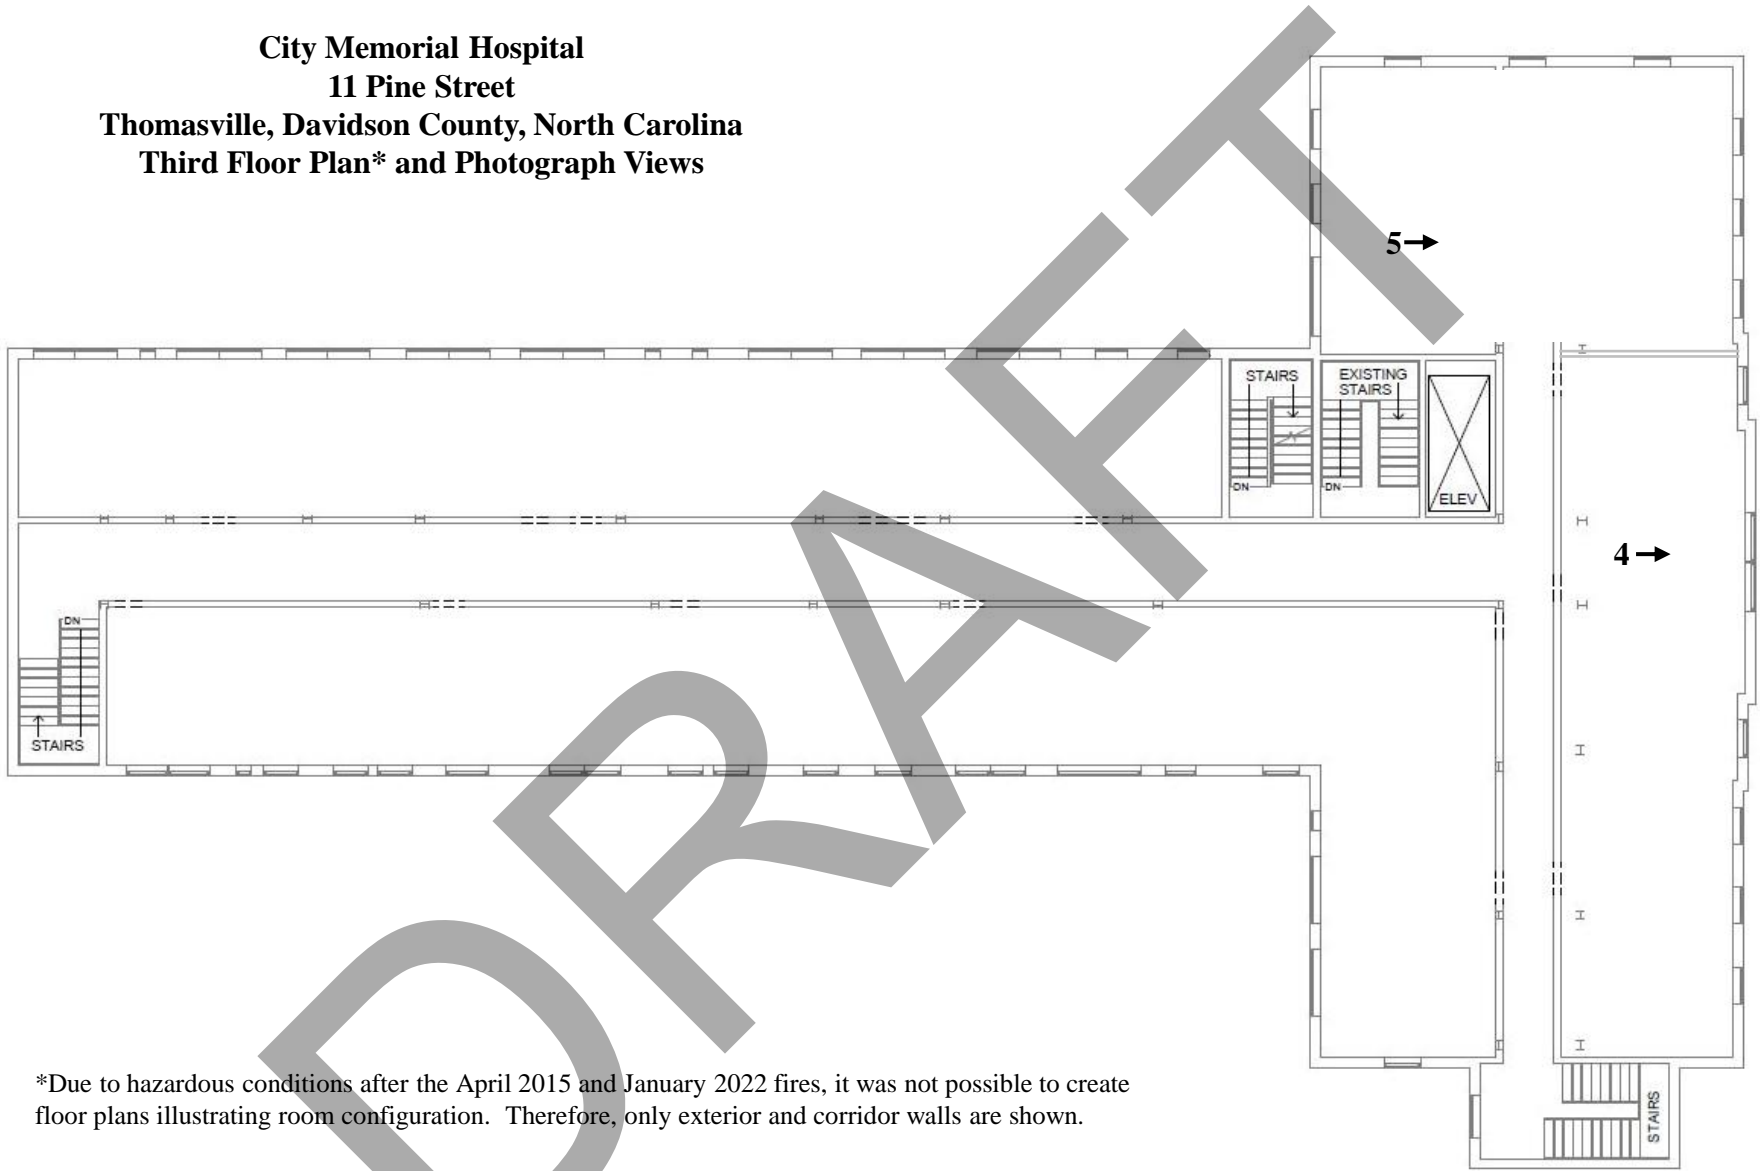 City Memorial Hospital
11 Pine Street
Thomasville, Davidson County, North Carolina
Third Floor Plan* and Photograph Views
5
STAIRS
EXISTING
STAIRS
DN
DN
ELEV
4
DN
STAIRS
DRAFT
*Due to hazardous conditions after the April 2015 and January 2022 fires, it was not possible to create
floor plans illustrating room configuration. Therefore, only exterior and corridor walls are shown.
STAIRS